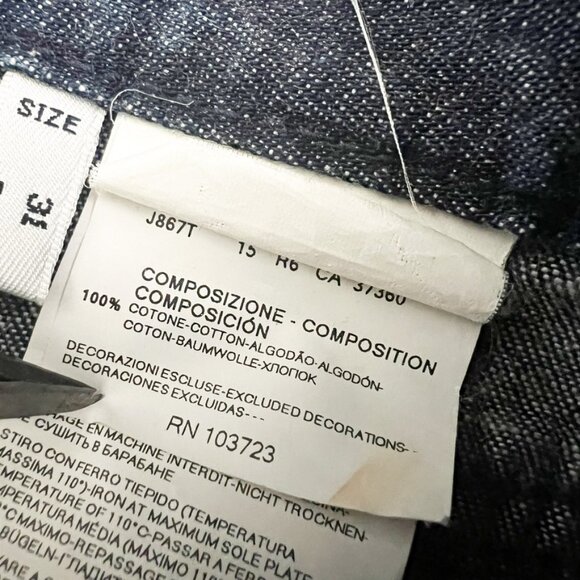 SIZE
31
J867T 15 R6 CA 37360
COMPOSIZIONE - COMPOSITION
COMPOSICIÓN
100% COTONE-COTTON-ALGODÃO-ALGODÓN-
COTON-BAUMWOLLE-ХЛОПОК
DECORAZIONI ESCLUSE-EXCLUDED DECORATIONS-
DECORACIONES EXCLUIDAS---
RN 103723
EN MACHINE INTERDIT-NICHT TROCKNEN-
СУШИТЬ В БАРАБАНЕ
STIRO CON FERRO TIEPIDO (TEMPERATURA
MASSIMA 110°)-IRON AT MAXIMUM SOLE PLATE
TEMPERATURE OF 110°C-PASSAR A FERRO
MÉDIA (MÁXIMO
MAXIMO-REPASSAGE
BÜGELN-ГЛАДИТЬ